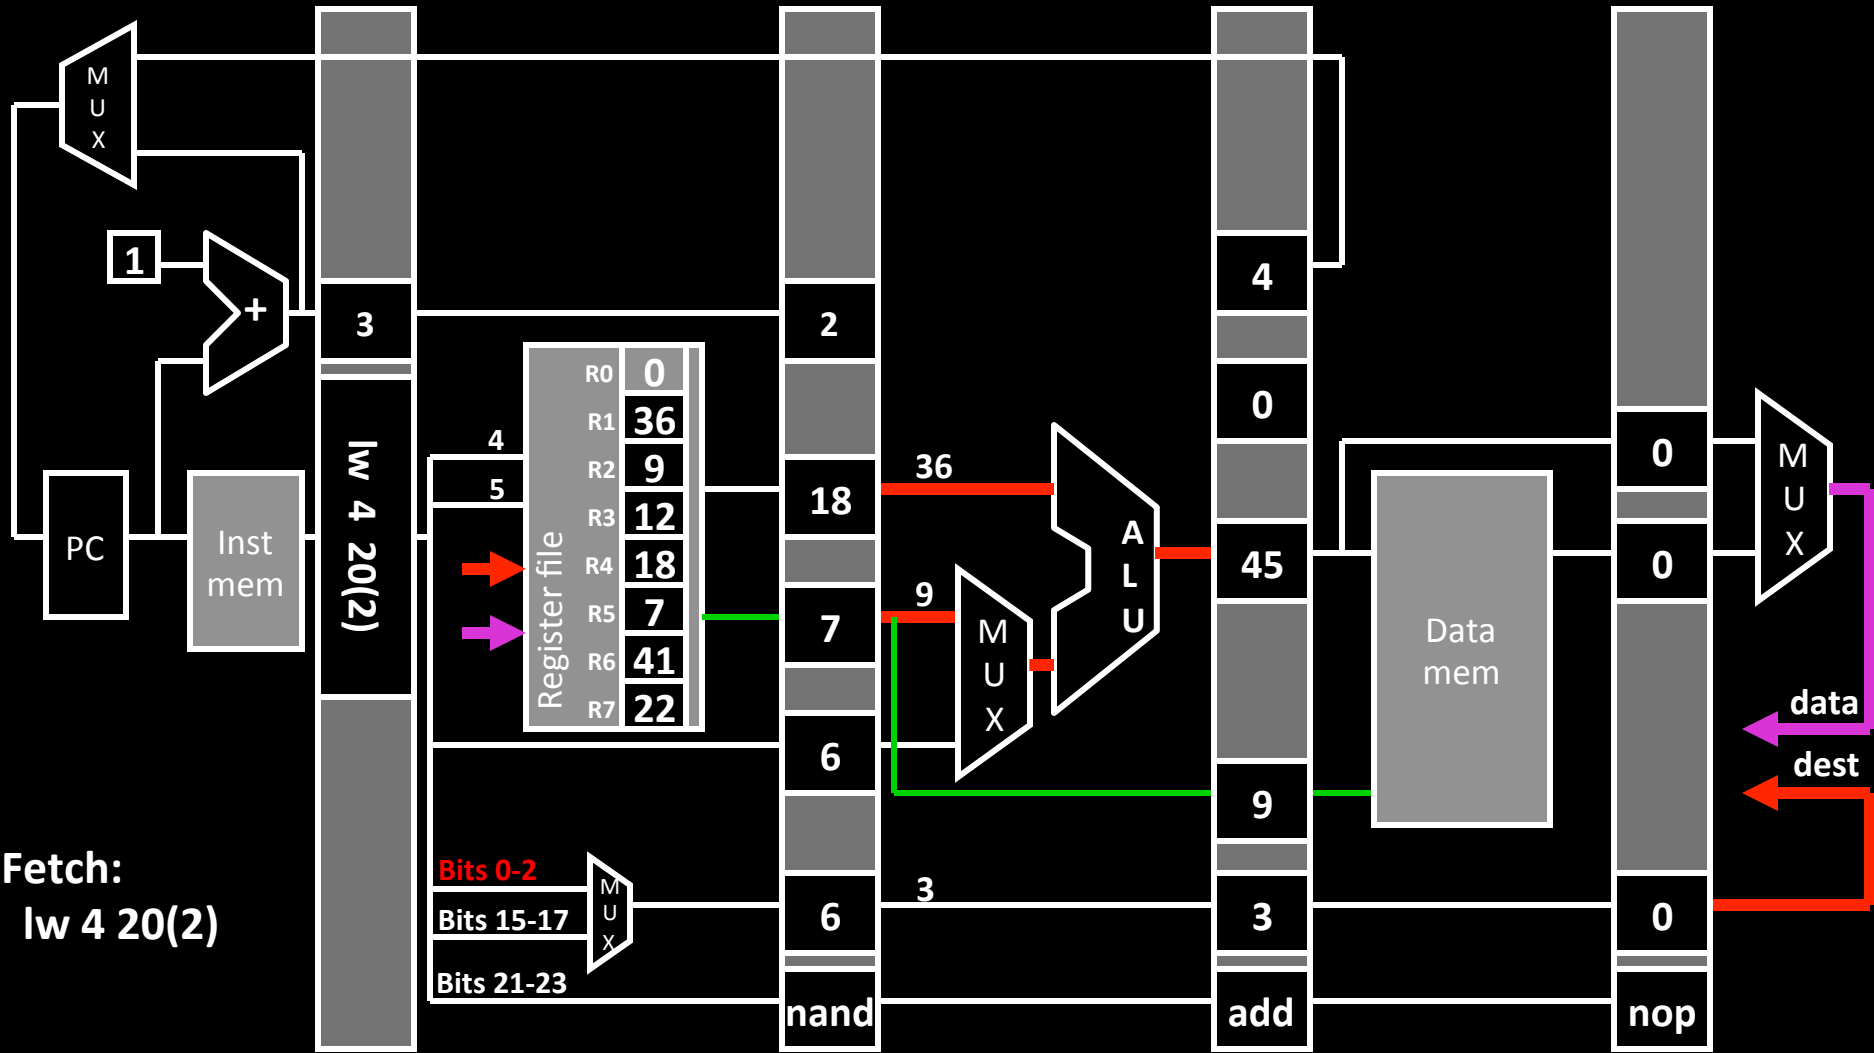 M
U
X
1
+
3
2
4
0
R0 0
R1 36
R2 9
R3 12
R4 18
R5 7
R6 41
R7 22
Register file
4
5
PC
Inst
mem
lw 4 20(2)
18
7
6
6
nand
36
9
3
M
U
X
A
L
U
45
9
3
add
Data
mem
0
0
0
nop
M
U
X
data
dest
Bits 0-2
Bits 15-17
Bits 21-23
M
U
X
Fetch:
lw 4 20(2)